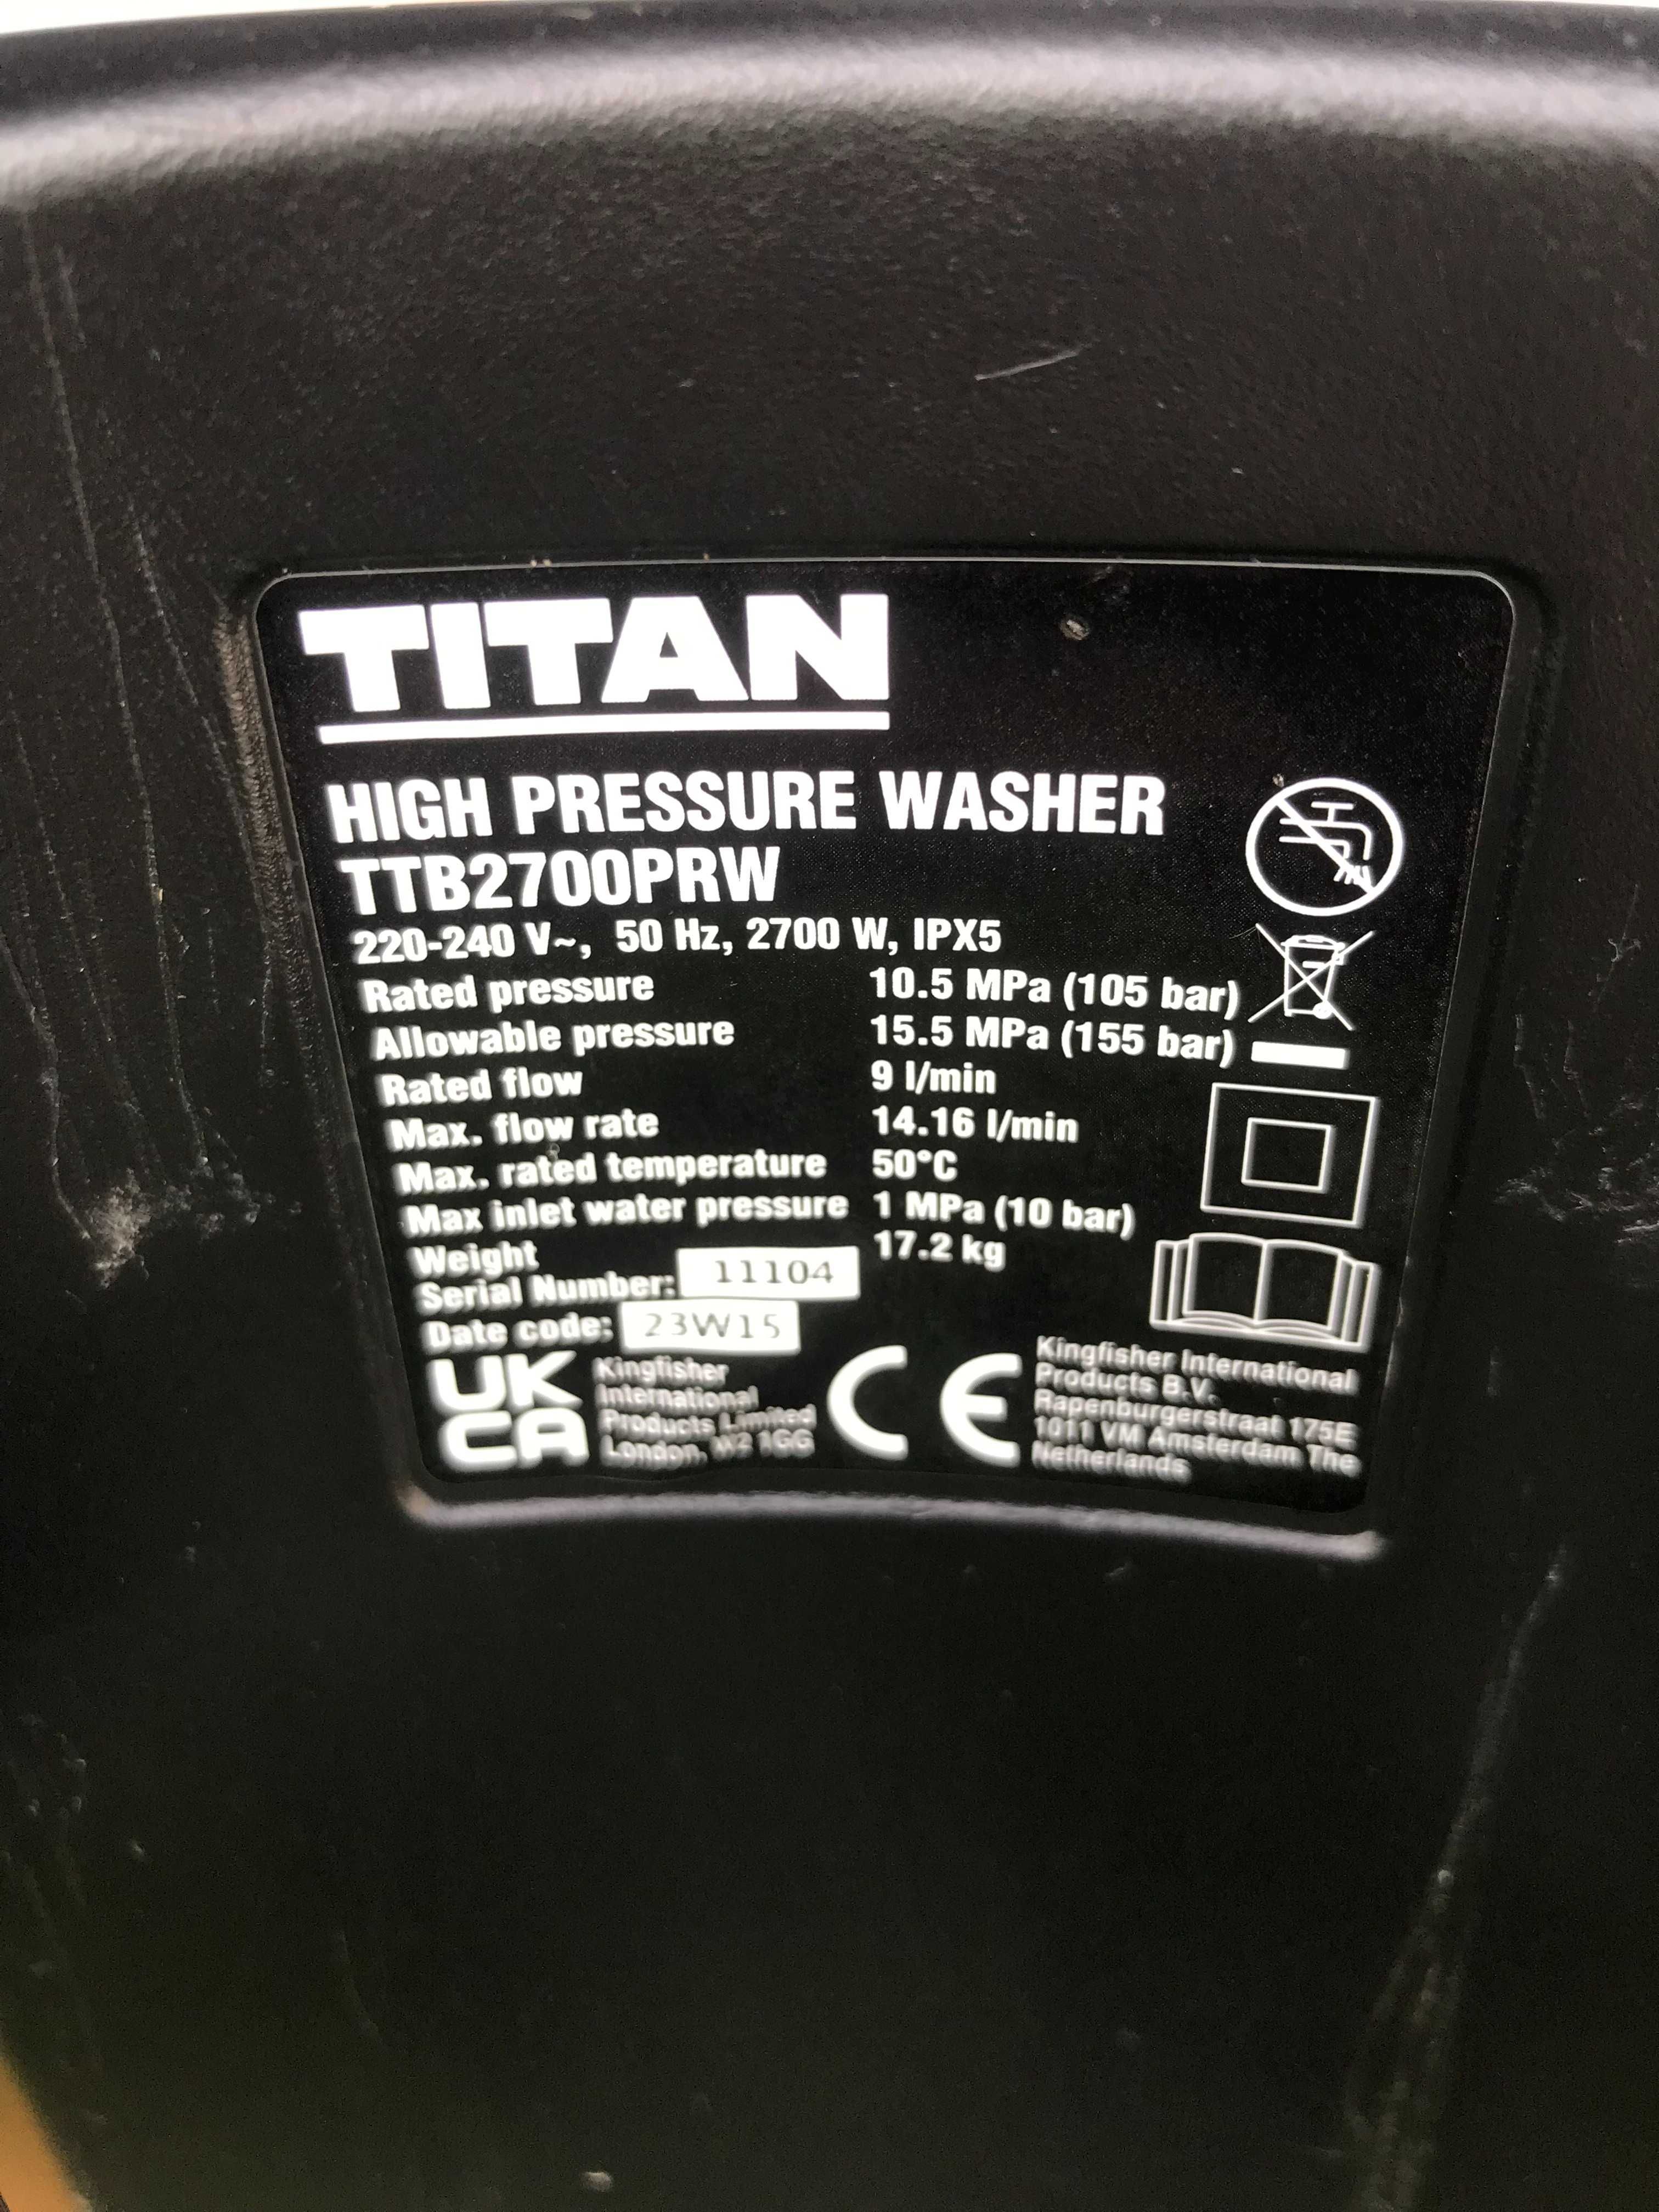 TITAN
HIGH PRESSURE WASHER
TTB2700PRW
220-240 V~, 50 Hz, 2700 W, IPX5
Rated pressure 10.5 MPa (105 bar)
Allowable pressure 15.5 MPa (155 bar)
Rated flow 9 l/min
Max. flow rate 14.16 l/min
Max. rated temperature 50°C
Max inlet water pressure 1 MPa (10 bar)
Weight 17.2 kg
Serial Number: 11104
Date code: 23W15
UK
CA
Kingfisher
International
Products Limited
London, W2 1GG
CE
Kingfisher International
Products B.V.
Rapenburgerstraat 175E
1011 VM Amsterdam The
Netherlands